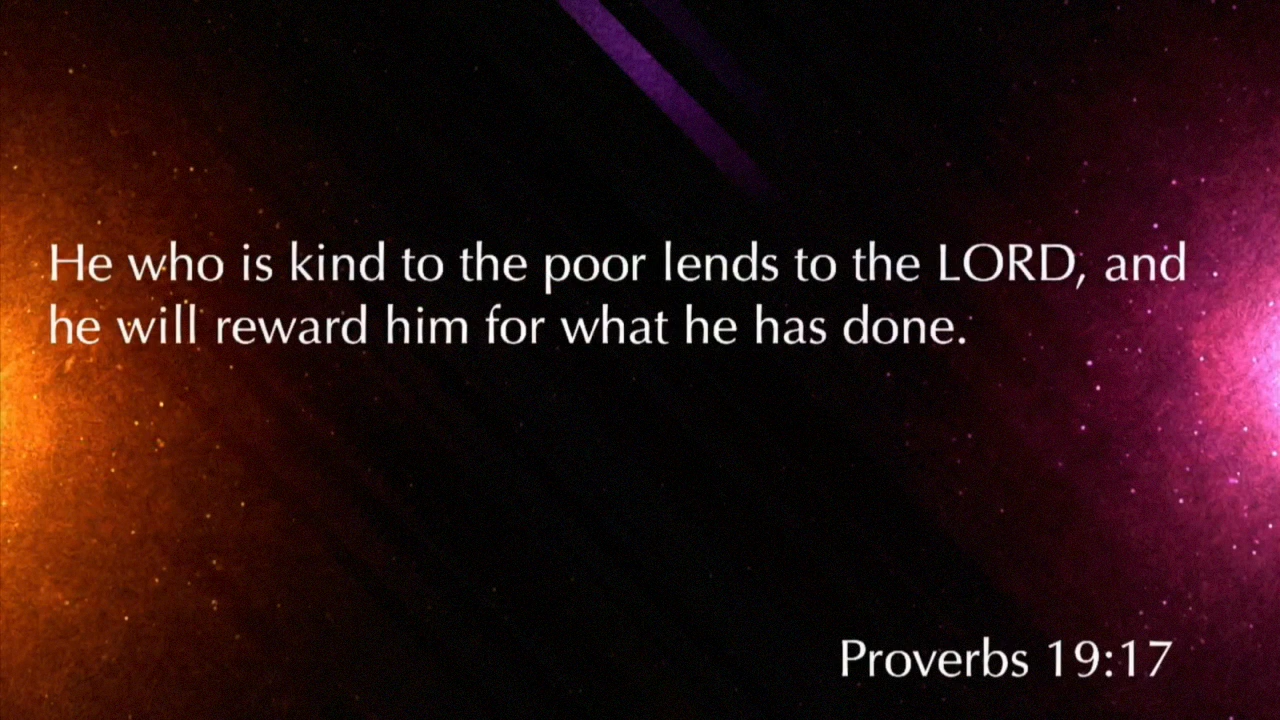 He who is kind to the poor lends to the LORD, and
he will reward him for what he has done.
Proverbs 19:17